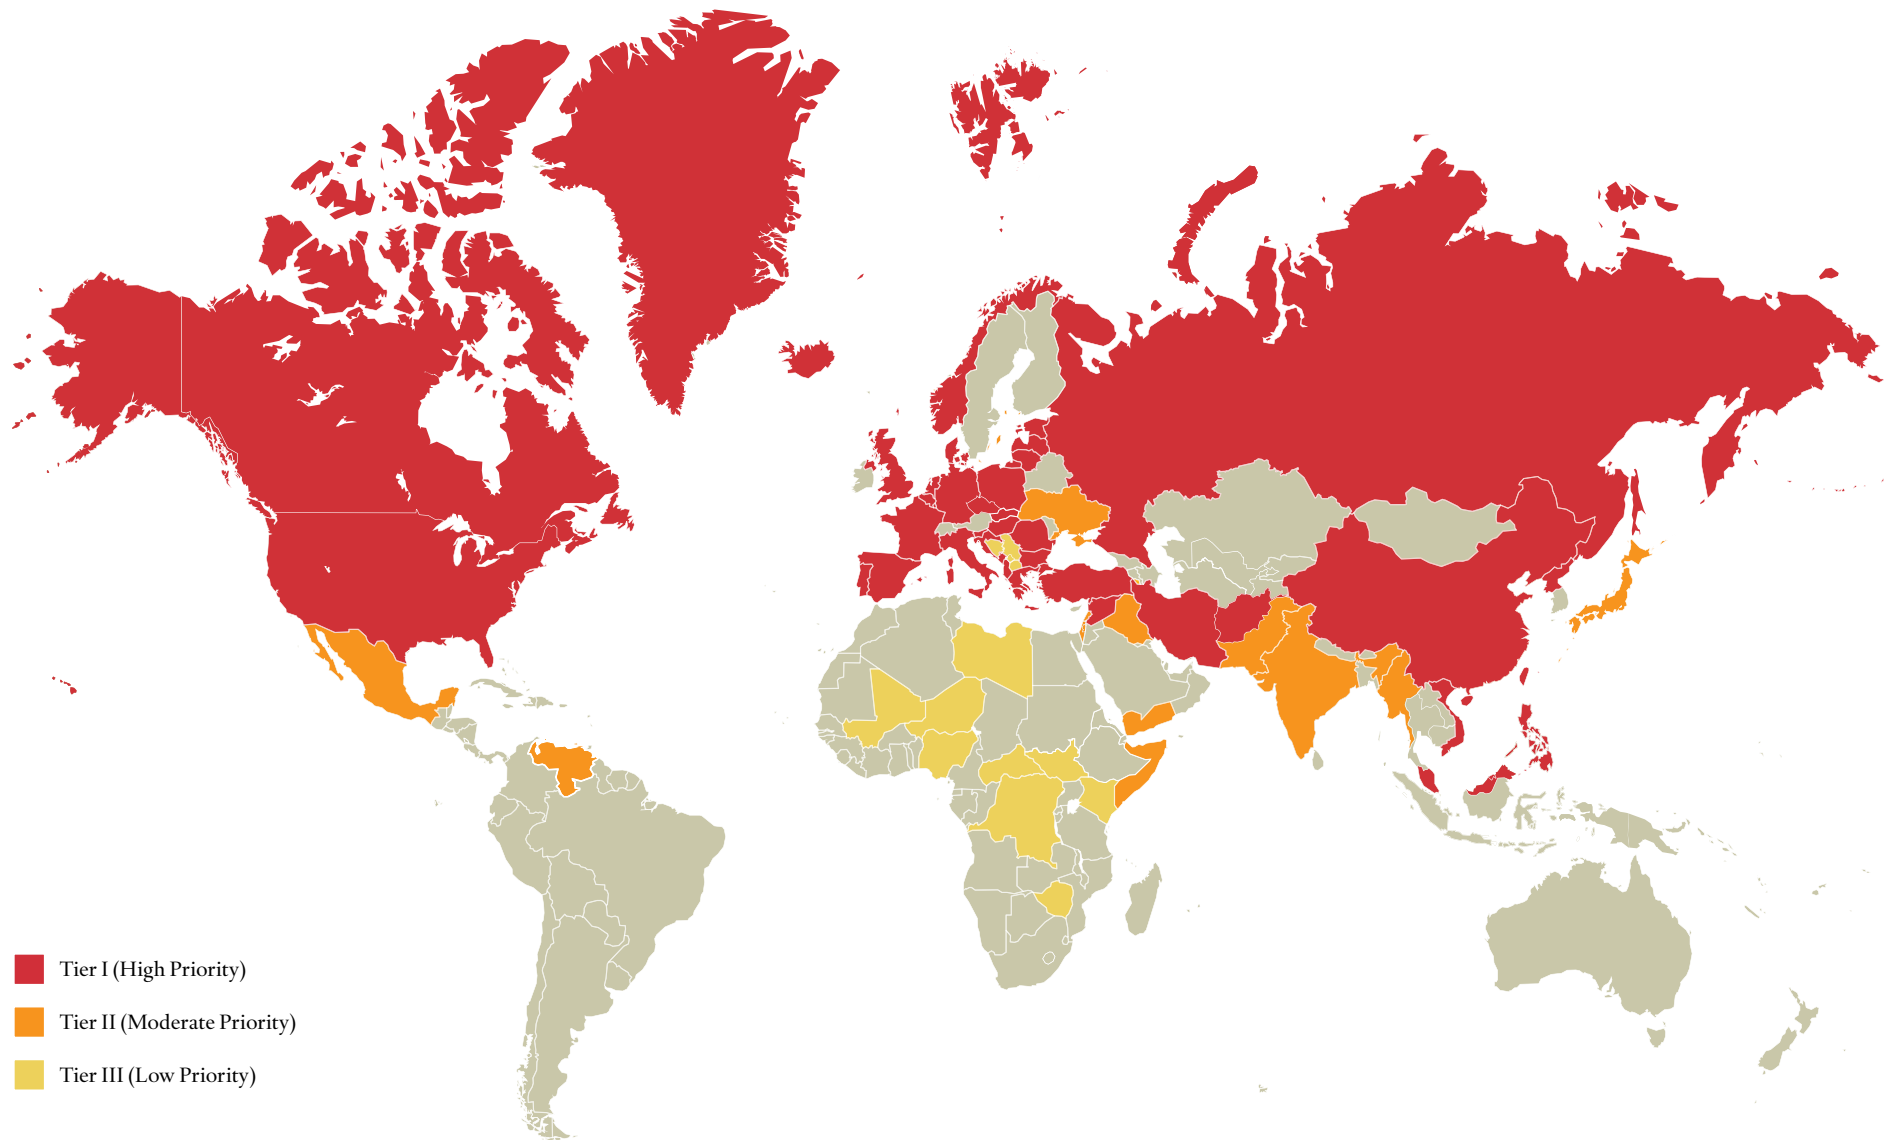 Tier I (High Priority)
Tier II (Moderate Priority)
Tier III (Low Priority)